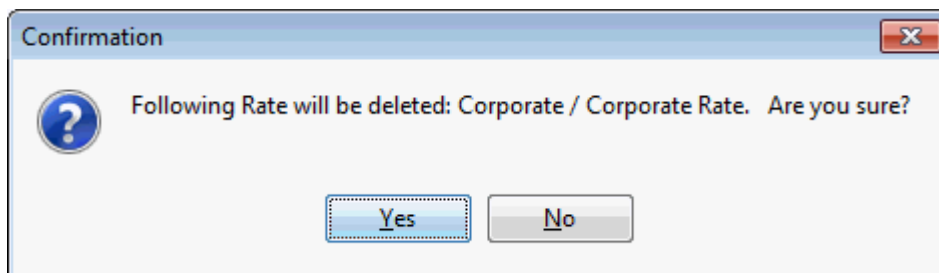 Confirmation
Following Rate will be deleted: Corporate / Corporate Rate.   Are you sure?
Yes
No